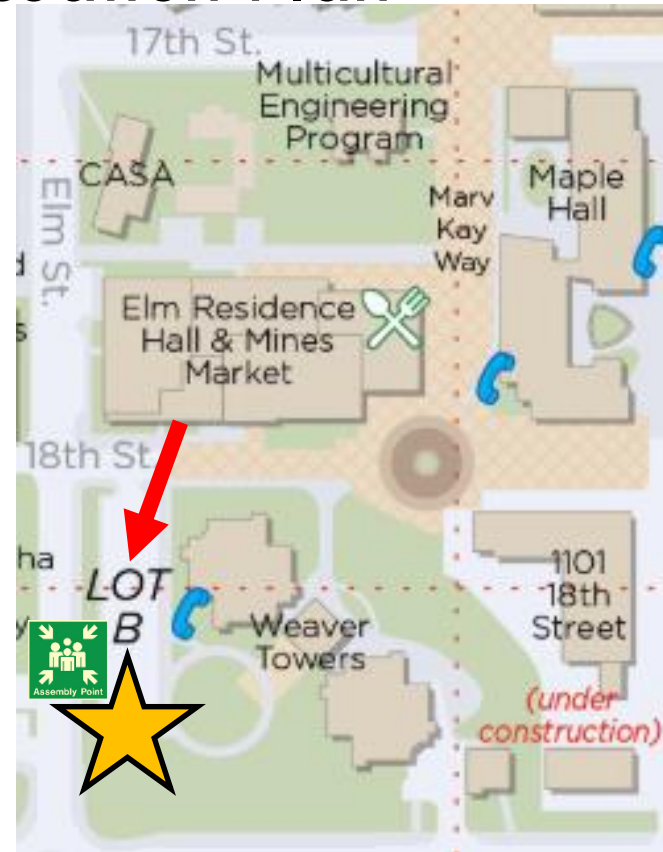 17th St.
Multicultural
Engineering
Program
CASA
Maple
Hall
Marv
Kay
Way
Elm St.
Elm Residence
Hall & Mines
Market
18th St.
ha
LOT
B
Assembly Point
Weaver
Towers
1101
18th
Street
(under
construction)